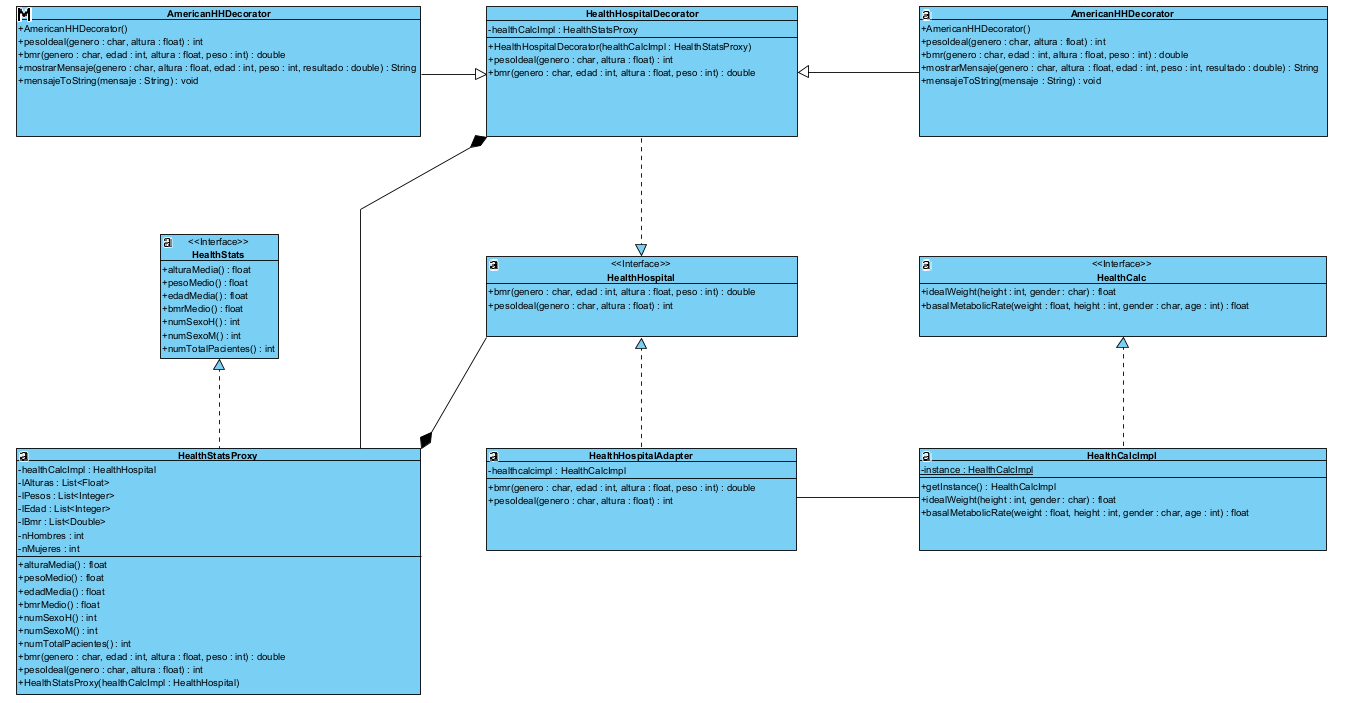 M
AmericanHHDecorator
+AmericanHHDecorator()
+pesoIdeal(genero : char, altura : float) : int
+bmr(genero : char, edad : int, altura : float, peso : int) : double
+mostrarMensaje(genero : char, altura : float, edad : int, peso : int, resultado : double) : String
+mensajeToString(mensaje : String) : void
HealthHospitalDecorator
-healthCalcImpl : HealthStatsProxy
+HealthHospitalDecorator(healthCalcImpl : HealthStatsProxy)
+pesoIdeal(genero : char, altura : float) : int
+bmr(genero : char, edad : int, altura : float, peso : int) : double
a
AmericanHHDecorator
+AmericanHHDecorator()
+pesoIdeal(genero : char, altura : float) : int
+bmr(genero : char, edad : int, altura : float, peso : int) : double
+mostrarMensaje(genero : char, altura : float, edad : int, peso : int, resultado : double) : String
+mensajeToString(mensaje : String) : void
a
<<Interface>>
HealthStats
+alturaMedia() : float
+pesoMedio() : float
+edadMedia() : float
+bmrMedio() : float
+numSexoH() : int
+numSexoM() : int
+numTotalPacientes() : int
a
<<Interface>>
HealthHospital
+bmr(genero : char, edad : int, altura : float, peso : int) : double
+pesoIdeal(genero : char, altura : float) : int
a
<<Interface>>
HealthCalc
+idealWeight(height : int, gender : char) : float
+basalMetabolicRate(weight : float, height : int, gender : char, age : int) : float
a
HealthStatsProxy
-healthCalcImpl : HealthHospital
-lAlturas : List<Float>
-lPesos : List<Integer>
-lEdad : List<Integer>
-lBmr : List<Double>
-nHombres : int
-nMujeres : int
+alturaMedia() : float
+pesoMedio() : float
+edadMedia() : float
+bmrMedio() : float
+numSexoH() : int
+numSexoM() : int
+numTotalPacientes() : int
+bmr(genero : char, edad : int, altura : float, peso : int) : double
+pesoIdeal(genero : char, altura : float) : int
+HealthStatsProxy(healthCalcImpl : HealthHospital)
a
HealthHospitalAdapter
-healthcalcimpl : HealthCalcImpl
+bmr(genero : char, edad : int, altura : float, peso : int) : double
+pesoIdeal(genero : char, altura : float) : int
a
HealthCalcImpl
-instance : HealthCalcImpl
+getInstance() : HealthCalcImpl
+idealWeight(height : int, gender : char) : float
+basalMetabolicRate(weight : float, height : int, gender : char, age : int) : float